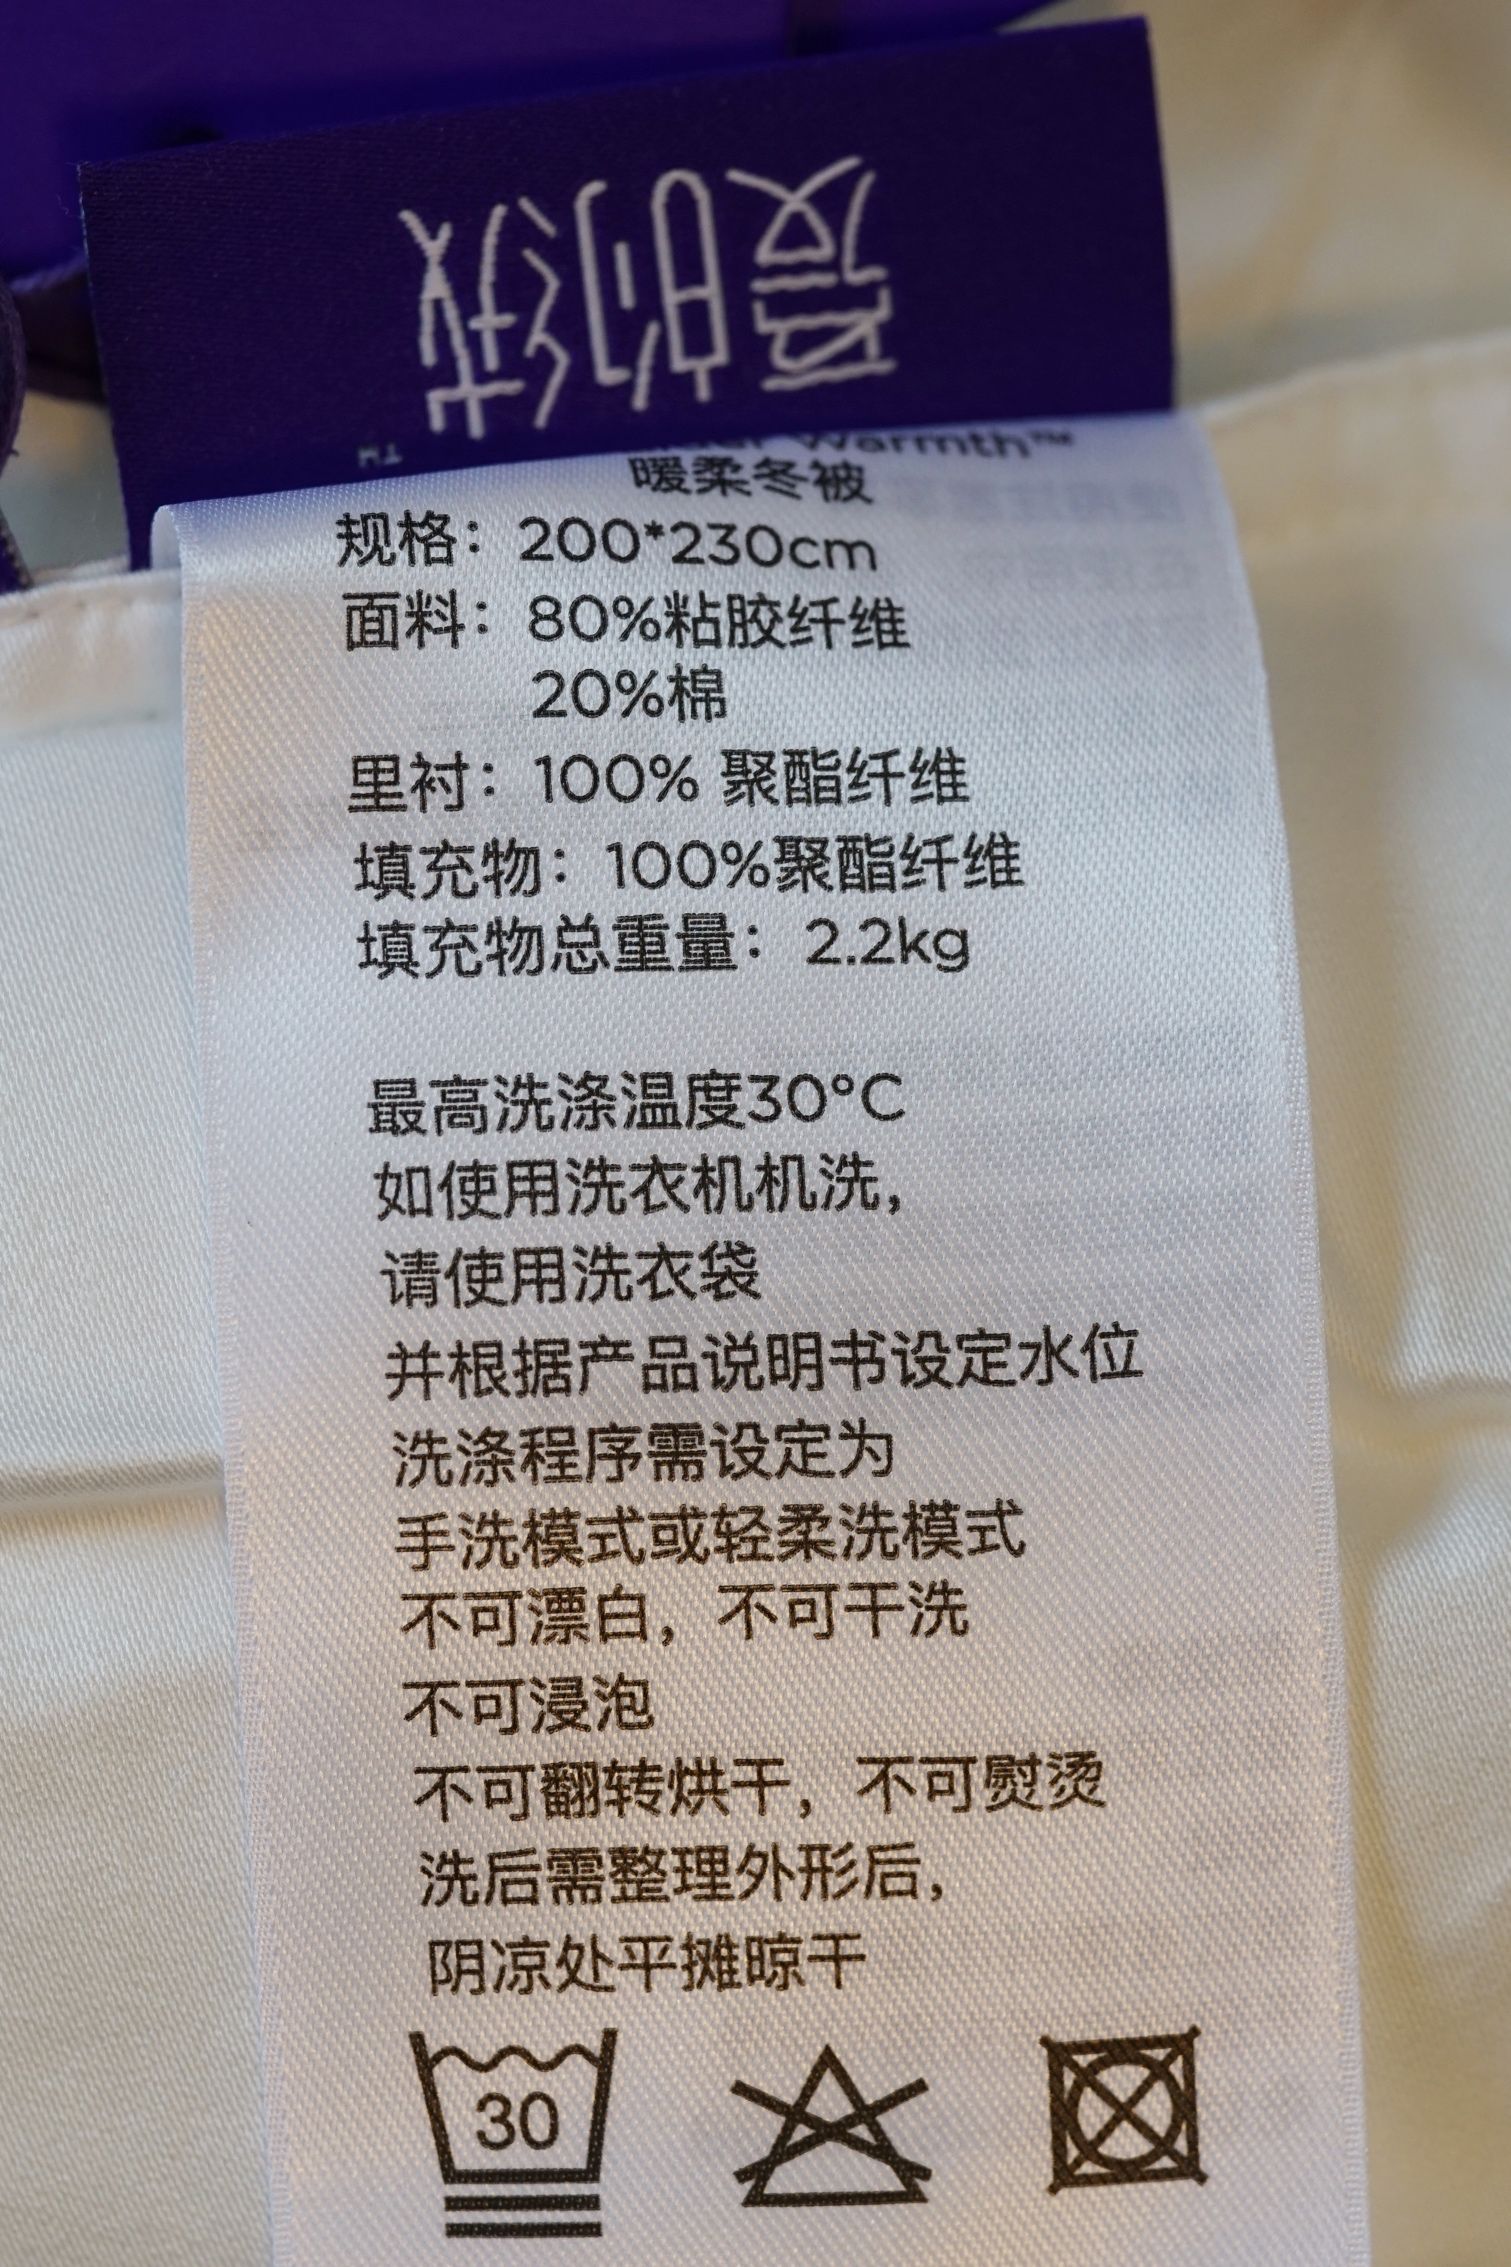 爱的绒
TM
Warmth™
暖柔冬被
规格：200*230cm
面料：80%粘胶纤维
20%棉
里衬：100% 聚酯纤维
填充物：100%聚酯纤维
填充物总重量：2.2kg
最高洗涤温度30°C
如使用洗衣机机洗，
请使用洗衣袋
并根据产品说明书设定水位
洗涤程序需设定为
手洗模式或轻柔洗模式
不可漂白，不可干洗
不可浸泡
不可翻转烘干，不可熨烫
洗后需整理外形后，
阴凉处平摊晾干
30